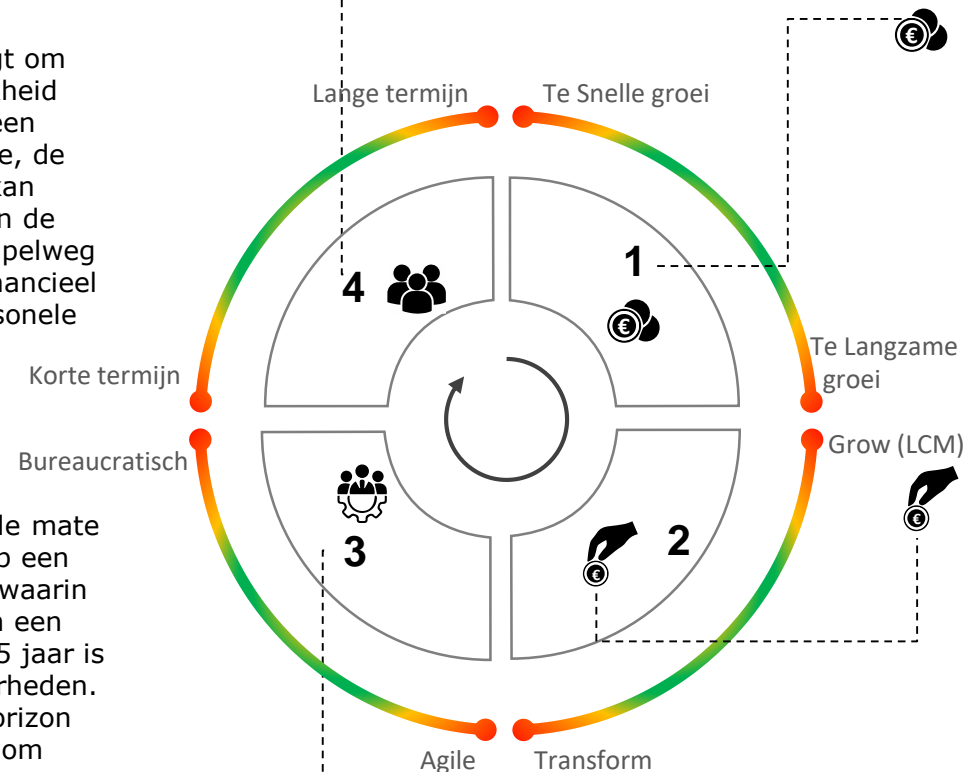 gt om
heid
een
e, de
kan
n de
pelweg
nancieel
sonele
Lange termijn
Te Snelle groei
€
1
€
4
Te Langzame
groei
Korte termijn
Bureaucratisch
Grow (LCM)
€
3
2
€
de mate
een
waarin
n een
5 jaar is
rheden.
orizon
om
Agile
Transform